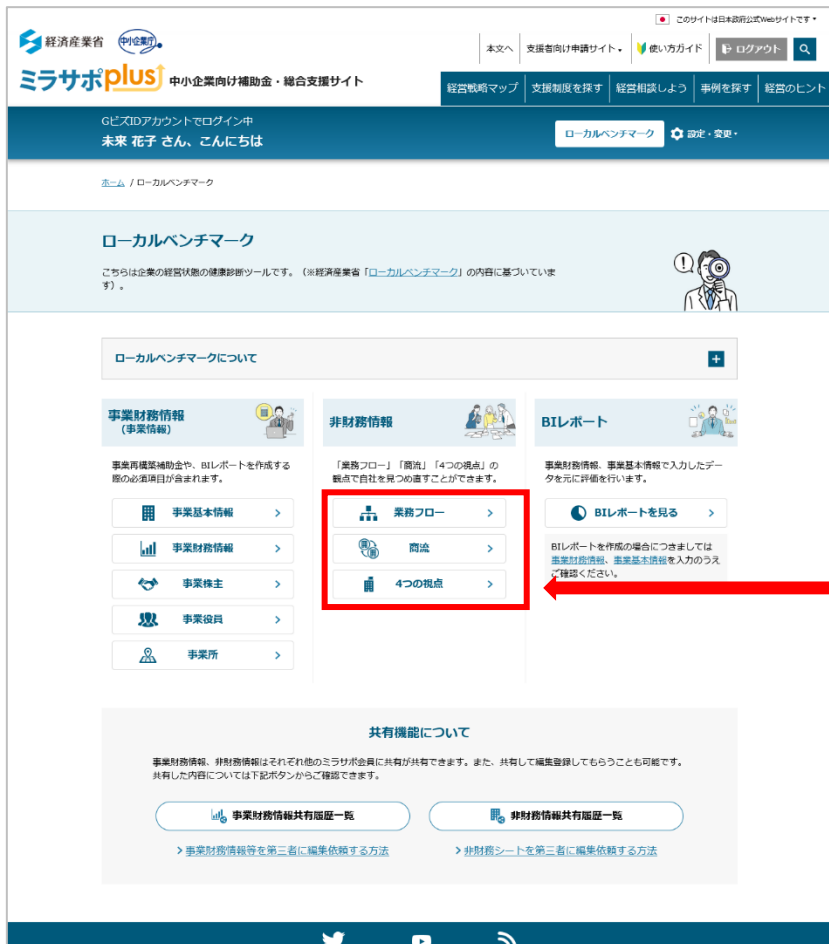 このサイトは日本政府公式Webサイトです
経済産業省 中小企業庁
本文へ 支援者向け申請サイト 使い方ガイド ログアウト
ミラサポplus 中小企業向け補助金・総合支援サイト
経営戦略マップ 支援制度を探す 経営相談しよう 事例を探す 経営のヒント
GビズIDアカウントでログイン中
未来 花子 さん、こんにちは
ローカルベンチマーク 設定・変更
ホーム / ローカルベンチマーク
ローカルベンチマーク
こちらは企業の経営状態の健康診断ツールです。(※経済産業省「ローカルベンチマーク」の内容に基づいていま
す)。
ローカルベンチマークについて
事業財務情報
(事業情報)
事業再構築補助金や、BIレポートを作成する
際の必須項目が含まれます。
事業基本情報
事業財務情報
事業株主
事業役員
事業所
非財務情報
「業務フロー」「商流」「4つの視点」の
観点で自社を見つめ直すことができます。
業務フロー
商流
4つの視点
BIレポート
事業財務情報、事業基本情報で入力したデー
タを元に評価を行います。
BIレポートを見る
BIレポートを作成の場合につきましては
事業財務情報、事業基本情報を入力のうえ
ご確認ください。
共有機能について
事業財務情報、非財務情報はそれぞれ他のミラサポ会員に共有が共有できます。また、共有して編集登録してもらうことも可能です。
共有した内容については下記ボタンからご確認できます。
事業財務情報共有履歴一覧 非財務情報共有履歴一覧
事業財務情報等を第三者に編集依頼する方法 非財務シートを第三者に編集依頼する方法